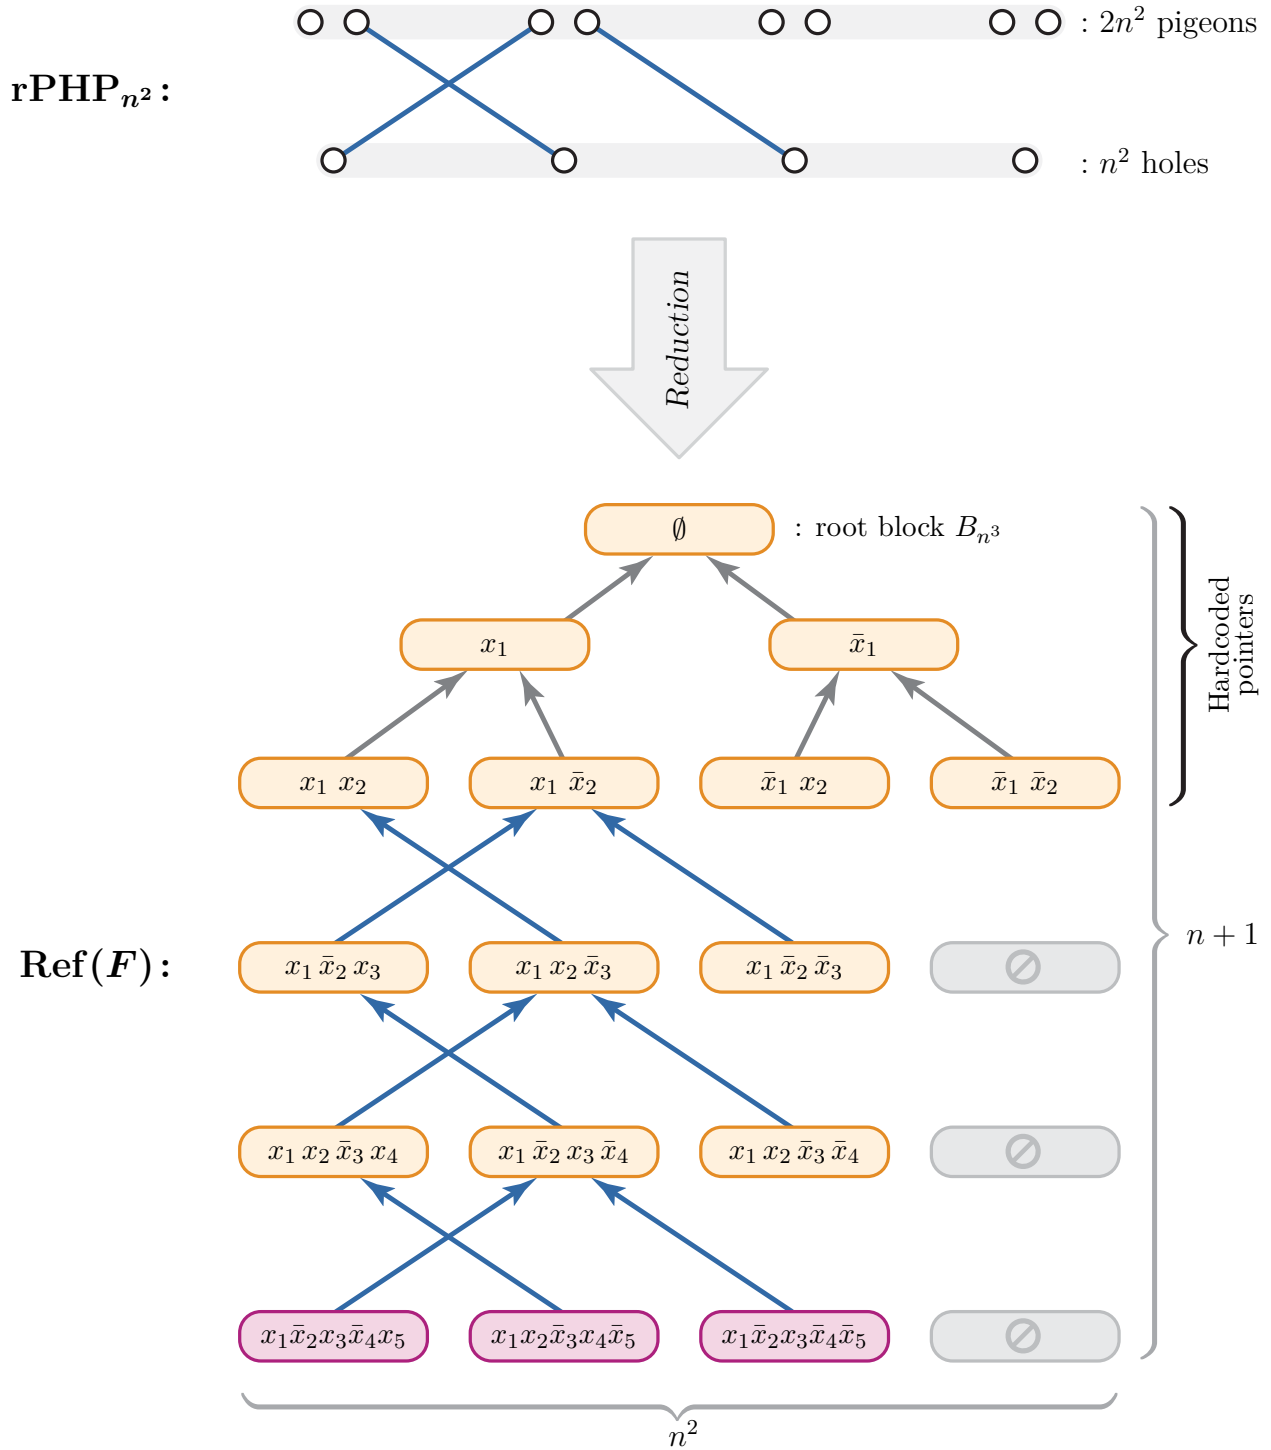 : 2n² pigeons
rPHP_{n²}:
: n² holes
Reduction
∅ : root block B_{n³}
Hardcoded
pointers
x₁ x̄₁
x₁ x₂ x₁ x̄₂ x̄₁ x₂ x̄₁ x̄₂
n + 1
Ref(F):
x₁ x̄₂ x₃ x₁ x₂ x̄₃ x₁ x̄₂ x̄₃
x₁ x₂ x̄₃ x₄ x₁ x̄₂ x₃ x̄₄ x₁ x₂ x̄₃ x̄₄
x₁x̄₂x₃x̄₄x₅ x₁x₂x̄₃x₄x̄₅ x₁x̄₂x₃x̄₄x̄₅
n²